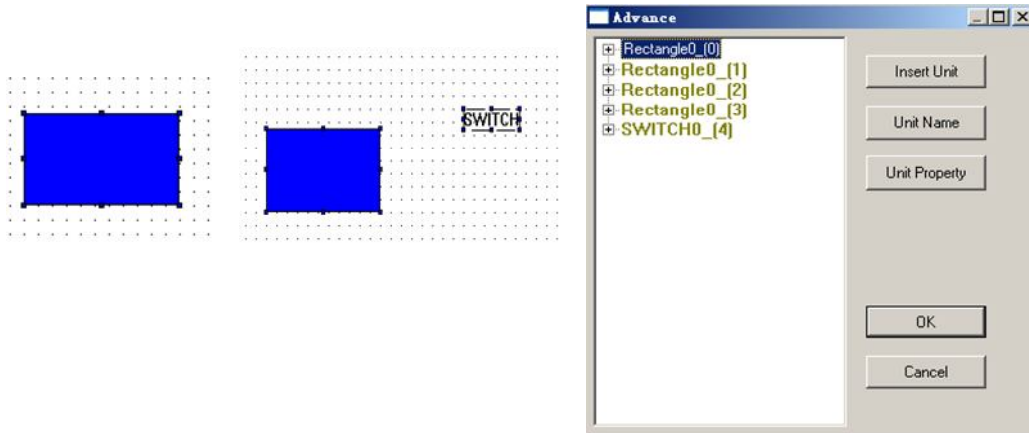 Advance
Rectangle0_(0)
Rectangle0_(1)
Rectangle0_(2)
Rectangle0_(3)
SWITCH0_(4)
Insert Unit
Unit Name
Unit Property
OK
Cancel
SWITCH